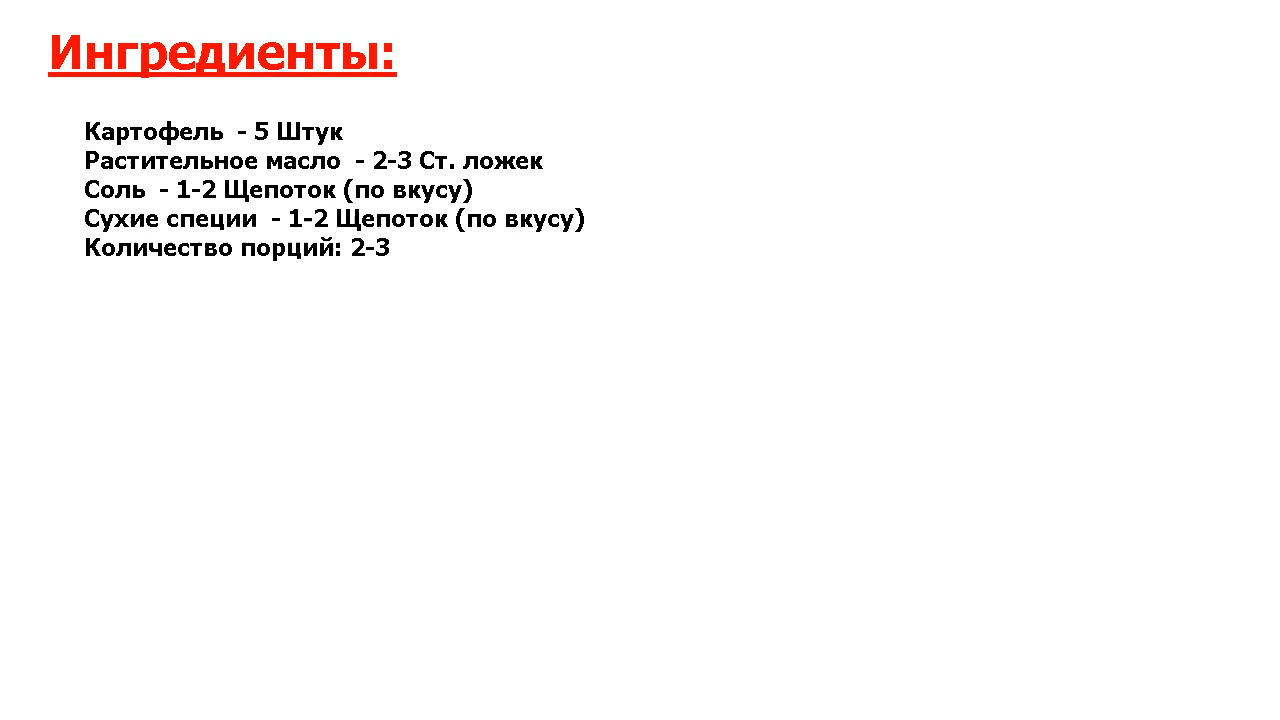 Ингредиенты:
Картофель - 5 Штук
Растительное масло - 2-3 Ст. ложек
Соль - 1-2 Щепоток (по вкусу)
Сухие специи - 1-2 Щепоток (по вкусу)
Количество порций: 2-3